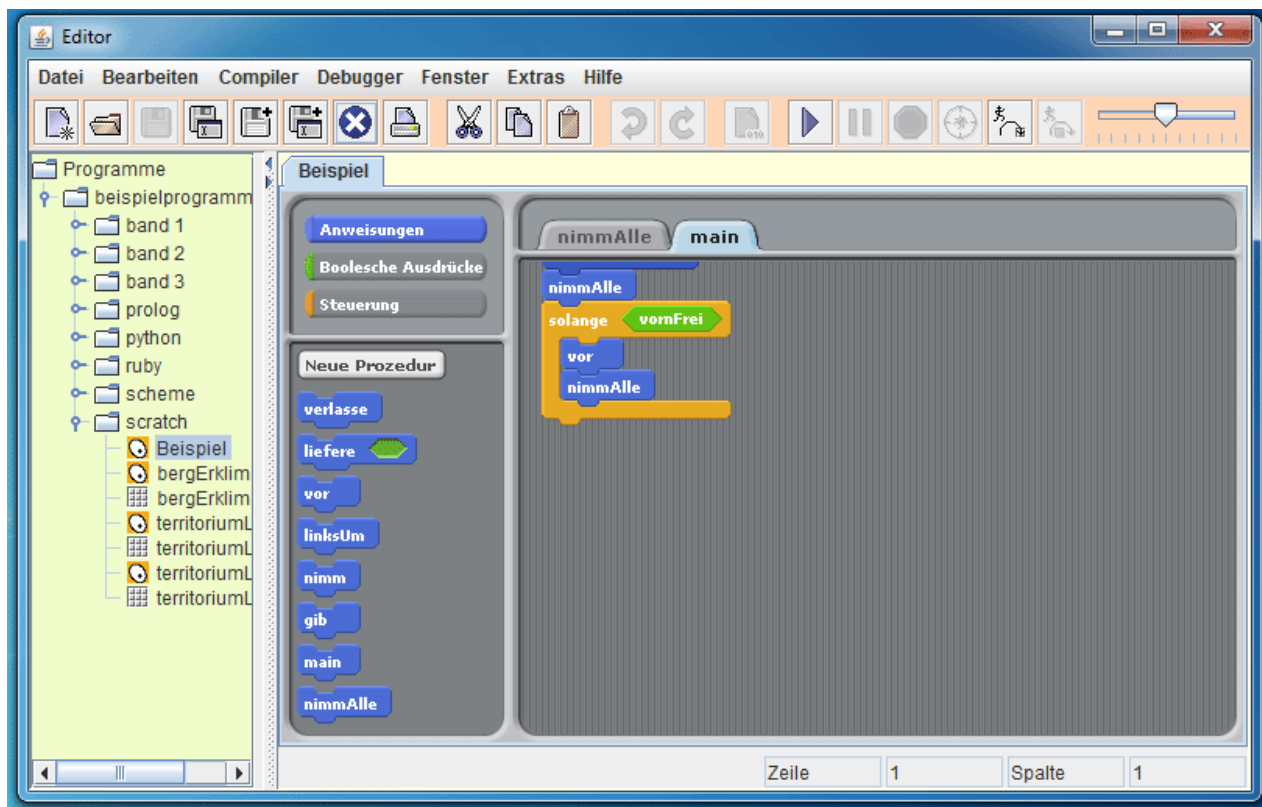 Editor
Datei Bearbeiten Compiler Debugger Fenster Extras Hilfe
Programme
beispielprogramm
band 1
band 2
band 3
prolog
python
ruby
scheme
scratch
Beispiel
bergErklim
bergErklim
territoriumL
territoriumL
territoriumL
territoriumL
Beispiel
Anweisungen
Boolesche Ausdrücke
Steuerung
Neue Prozedur
verlasse
liefere
vor
linksUm
nimm
gib
main
nimmAlle
nimmAlle main
nimmAlle
solange vornFrei
vor
nimmAlle
Zeile 1 Spalte 1